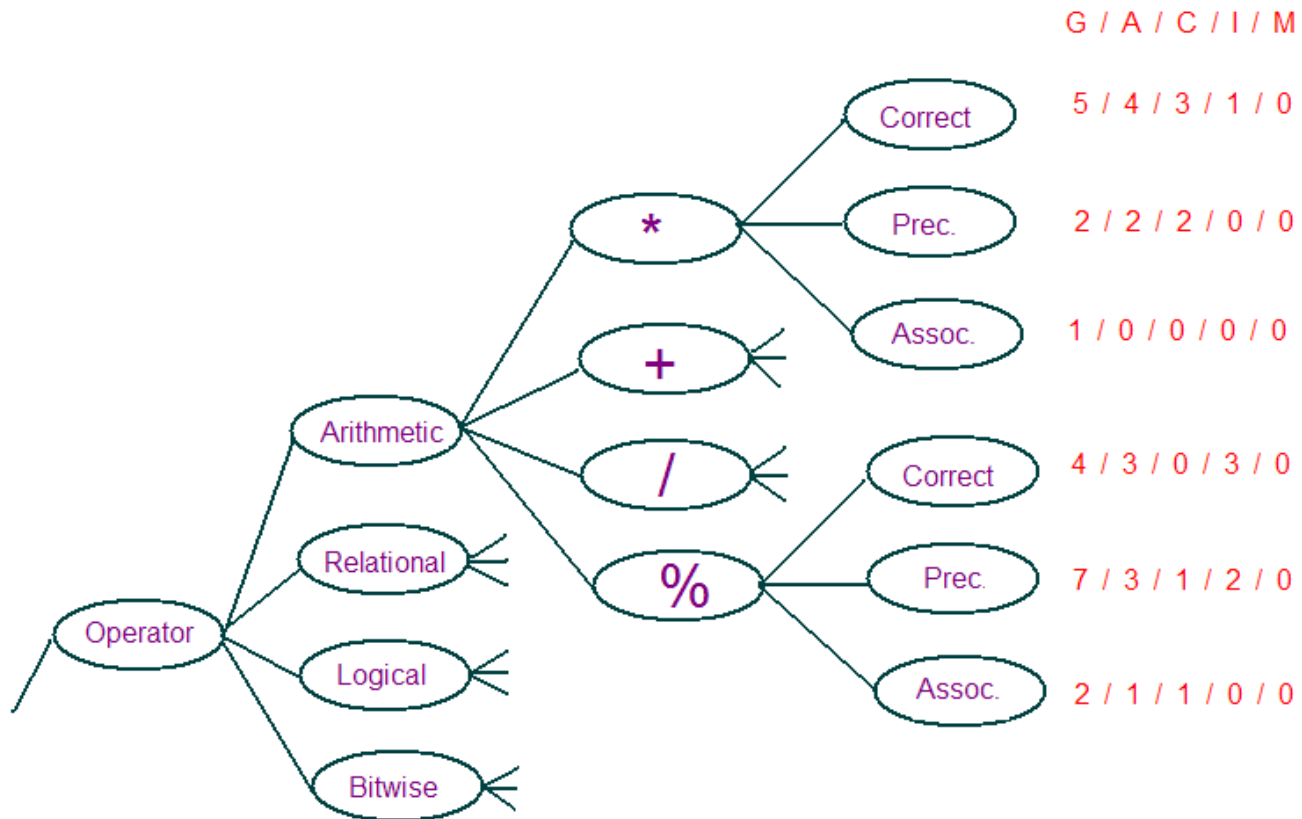 G / A / C / I / M
Correct 5 / 4 / 3 / 1 / 0
* Prec. 2 / 2 / 2 / 0 / 0
Assoc. 1 / 0 / 0 / 0 / 0
+
Arithmetic
/ Correct 4 / 3 / 0 / 3 / 0
Relational
% Prec. 7 / 3 / 1 / 2 / 0
Operator
Logical
Assoc. 2 / 1 / 1 / 0 / 0
Bitwise